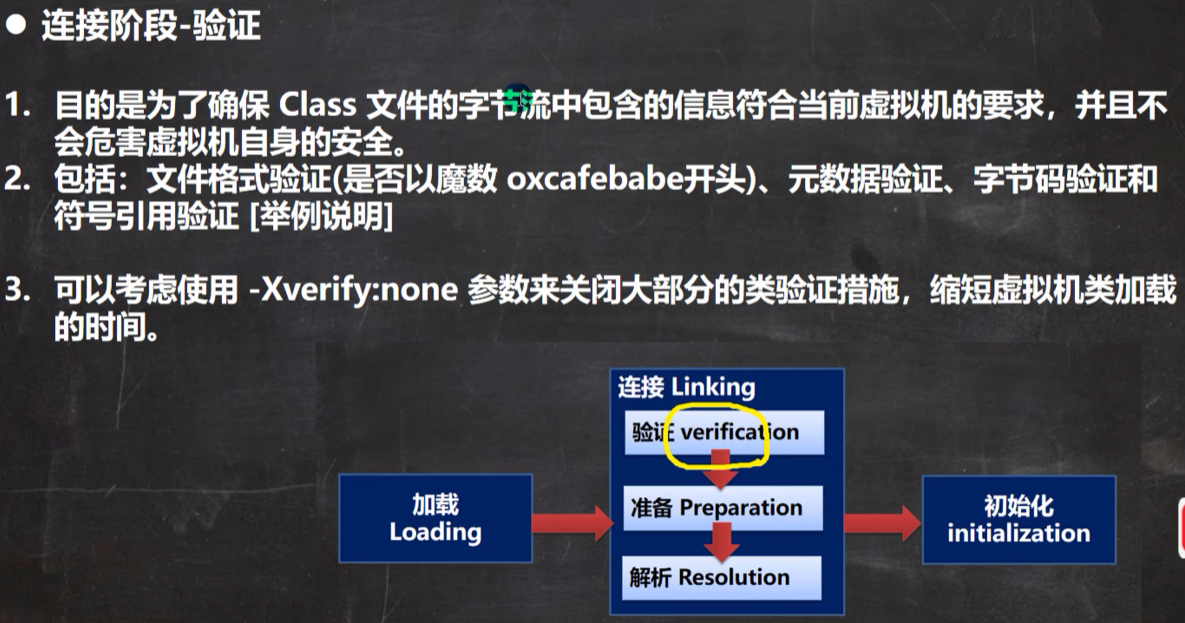 ● 连接阶段-验证
1. 目的是为了确保 Class 文件的字节流中包含的信息符合当前虚拟机的要求，并且不
会危害虚拟机自身的安全。
2. 包括：文件格式验证(是否以魔数 oxcafebabe开头)、元数据验证、字节码验证和
符号引用验证 [举例说明]
3. 可以考虑使用 -Xverify:none 参数来关闭大部分的类验证措施，缩短虚拟机类加载
的时间。
连接 Linking
验证 verification
准备 Preparation
解析 Resolution
加载
Loading
初始化
initialization